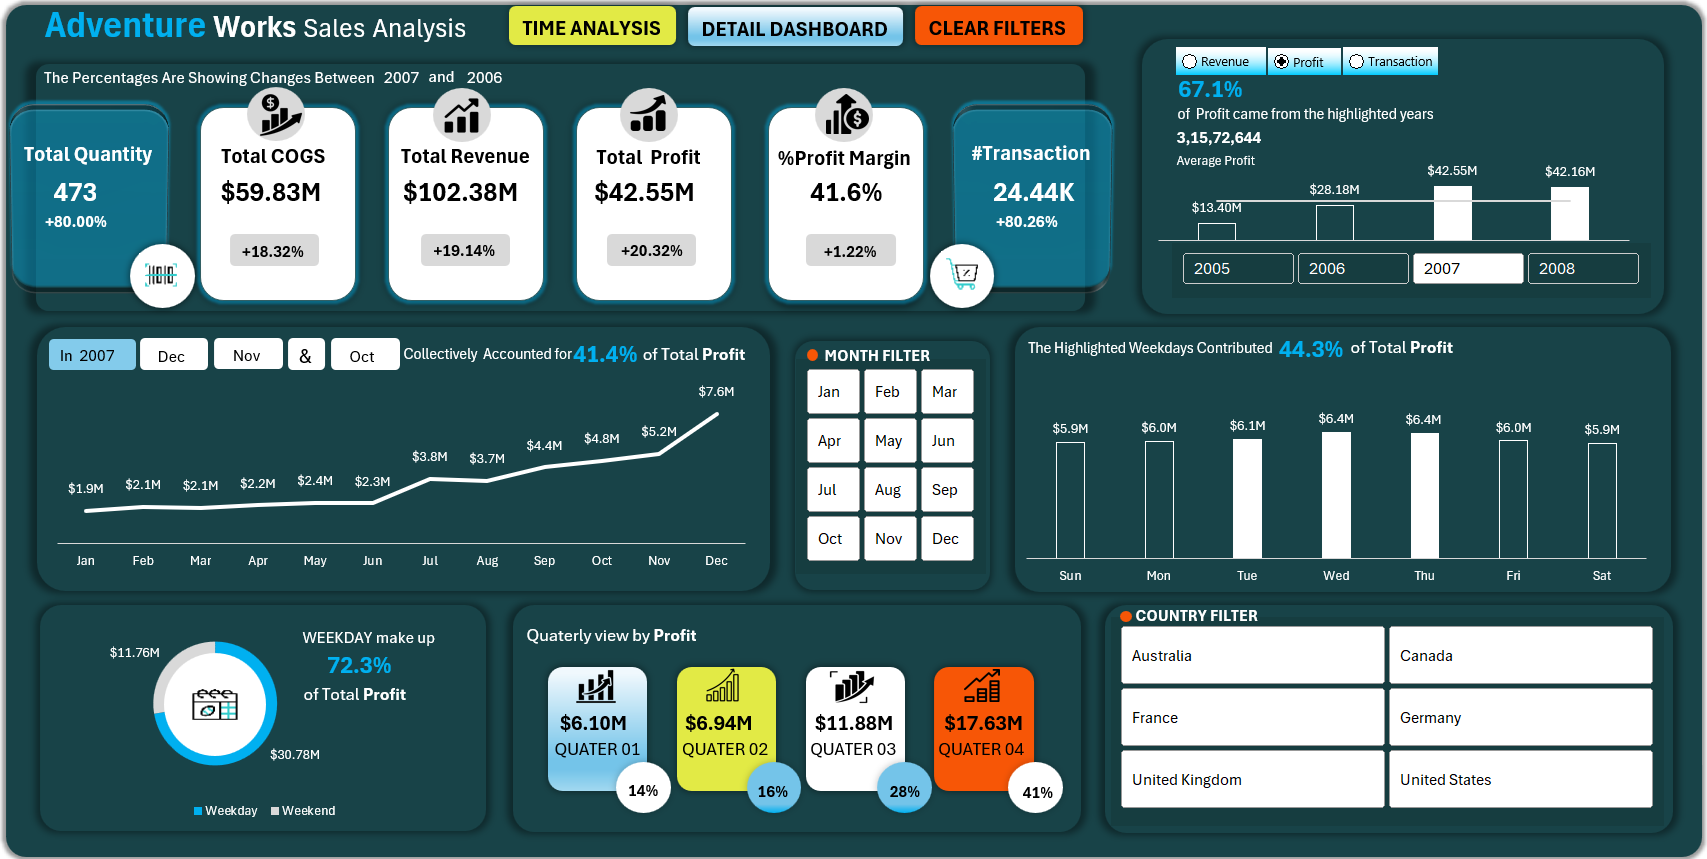 Adventure Works Sales Analysis
TIME ANALYSIS
DETAIL DASHBOARD
CLEAR FILTERS
The Percentages Are Showing Changes Between 2007 and 2006
Total Quantity
473
+80.00%
Total COGS
$59.83M
+18.32%
Total Revenue
$102.38M
+19.14%
Total Profit
$42.55M
+20.32%
%Profit Margin
41.6%
+1.22%
#Transaction
24.44K
+80.26%
Revenue
Profit
Transaction
67.1%
of Profit came from the highlighted years
3,15,72,644
Average Profit
$13.40M
$28.18M
$42.55M
$42.16M
2005
2006
2007
2008
In 2007 Dec Nov & Oct Collectively Accounted for 41.4% of Total Profit
$1.9M
$2.1M
$2.1M
$2.2M
$2.4M
$2.3M
$3.8M
$3.7M
$4.4M
$4.8M
$5.2M
$7.6M
Jan Feb Mar Apr May Jun Jul Aug Sep Oct Nov Dec
MONTH FILTER
Jan Feb Mar
Apr May Jun
Jul Aug Sep
Oct Nov Dec
The Highlighted Weekdays Contributed 44.3% of Total Profit
$5.9M
$6.0M
$6.1M
$6.4M
$6.4M
$6.0M
$5.9M
Sun Mon Tue Wed Thu Fri Sat
WEEKDAY make up
72.3%
of Total Profit
$11.76M
$30.78M
Weekday Weekend
Quaterly view by Profit
$6.10M
QUATER 01
14%
$6.94M
QUATER 02
16%
$11.88M
QUATER 03
28%
$17.63M
QUATER 04
41%
COUNTRY FILTER
Australia
Canada
France
Germany
United Kingdom
United States